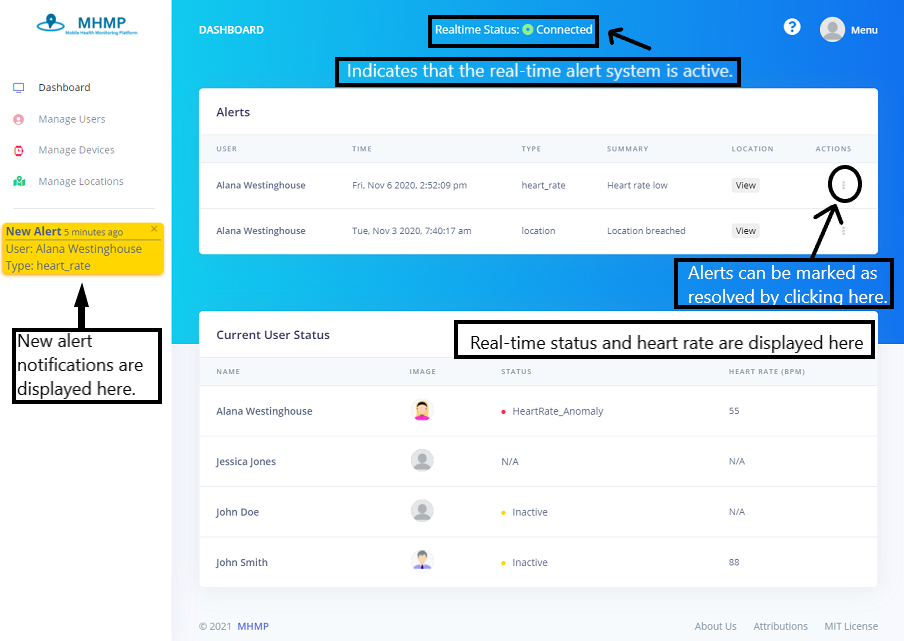 MHMP
Mobile Health Monitoring Platform
Dashboard
Manage Users
Manage Devices
Manage Locations
New Alert 5 minutes ago ×
User: Alana Westinghouse
Type: heart_rate
New alert
notifications are
displayed here.
DASHBOARD
Realtime Status: Connected
? Menu
Indicates that the real-time alert system is active.
Alerts
USER TIME TYPE SUMMARY LOCATION ACTIONS
Alana Westinghouse Fri, Nov 6 2020, 2:52:09 pm heart_rate Heart rate low View
Alana Westinghouse Tue, Nov 3 2020, 7:40:17 am location Location breached View
Alerts can be marked as
resolved by clicking here.
Current User Status
Real-time status and heart rate are displayed here
NAME IMAGE STATUS HEART RATE (BPM)
Alana Westinghouse HeartRate_Anomaly 55
Jessica Jones N/A N/A
John Doe Inactive N/A
John Smith Inactive 88
© 2021 MHMP About Us Attributions MIT License